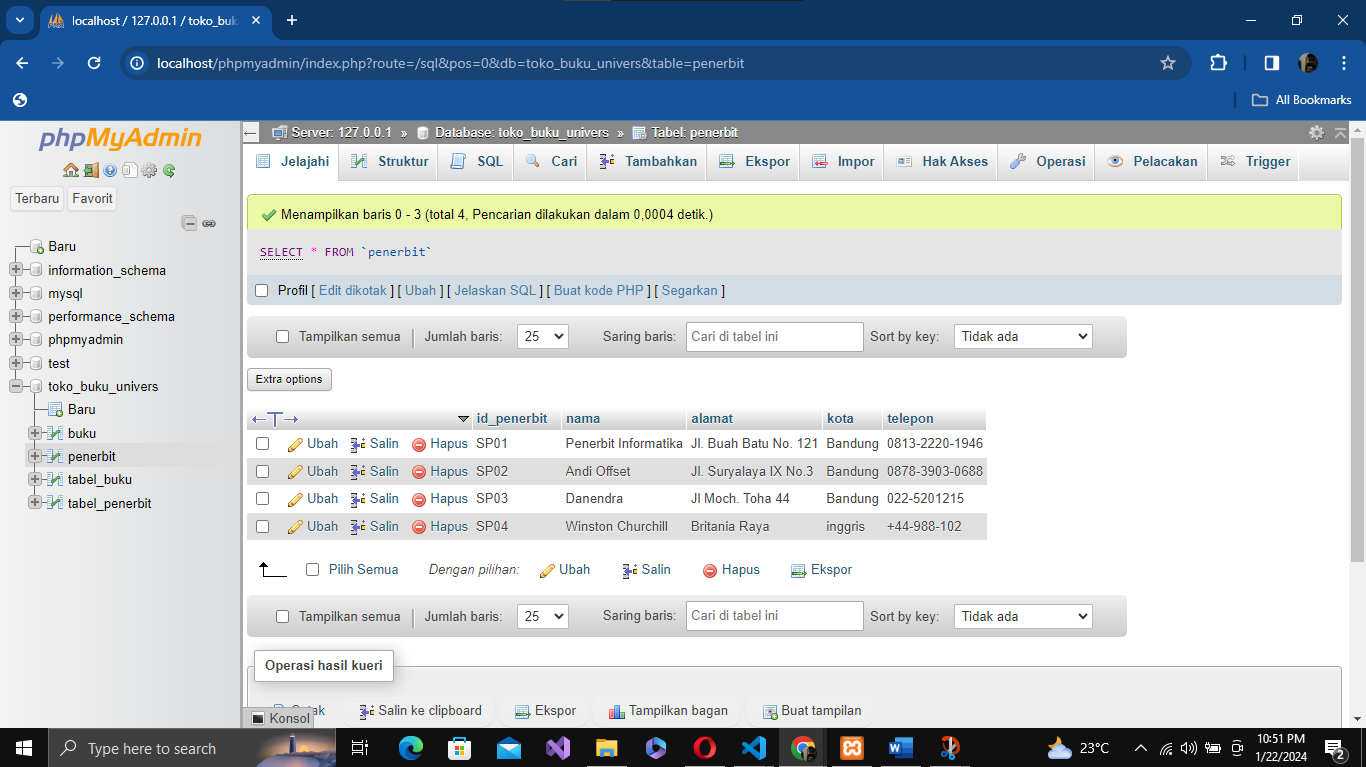 localhost / 127.0.0.1 / toko_buk
localhost/phpmyadmin/index.php?route=/sql&pos=0&db=toko_buku_univers&table=penerbit
All Bookmarks
phpMyAdmin
Terbaru Favorit
Baru
information_schema
mysql
performance_schema
phpmyadmin
test
toko_buku_univers
Baru
buku
penerbit
tabel_buku
tabel_penerbit
Server: 127.0.0.1 » Database: toko_buku_univers » Tabel: penerbit
Jelajahi Struktur SQL Cari Tambahkan Ekspor Impor Hak Akses Operasi Pelacakan Trigger
Menampilkan baris 0 - 3 (total 4, Pencarian dilakukan dalam 0,0004 detik.)
SELECT * FROM `penerbit`
Profil [ Edit dikotak ] [ Ubah ] [ Jelaskan SQL ] [ Buat kode PHP ] [ Segarkan ]
Tampilkan semua | Jumlah baris: 25 Saring baris: Cari di tabel ini Sort by key: Tidak ada
Extra options
←T→ id_penerbit nama alamat kota telepon
Ubah Salin Hapus SP01 Penerbit Informatika Jl. Buah Batu No. 121 Bandung 0813-2220-1946
Ubah Salin Hapus SP02 Andi Offset Jl. Suryalaya IX No.3 Bandung 0878-3903-0688
Ubah Salin Hapus SP03 Danendra Jl Moch. Toha 44 Bandung 022-5201215
Ubah Salin Hapus SP04 Winston Churchill Britania Raya inggris +44-988-102
Pilih Semua Dengan pilihan: Ubah Salin Hapus Ekspor
Tampilkan semua | Jumlah baris: 25 Saring baris: Cari di tabel ini Sort by key: Tidak ada
Operasi hasil kueri
Salin ke clipboard Ekspor Tampilkan bagan Buat tampilan
Konsol
Type here to search
23°C
10:51 PM
1/22/2024
2